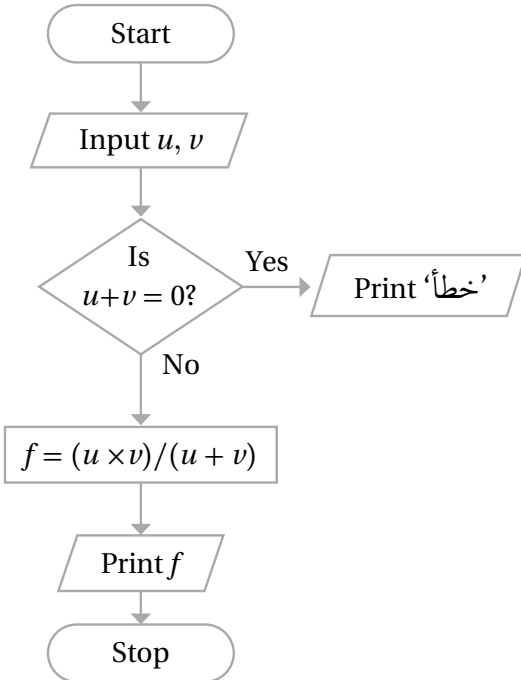 Start
Input u, v
Is
u+v = 0?
Yes
Print ‘خطأ’
No
f = (u ×v)/(u + v)
Print f
Stop